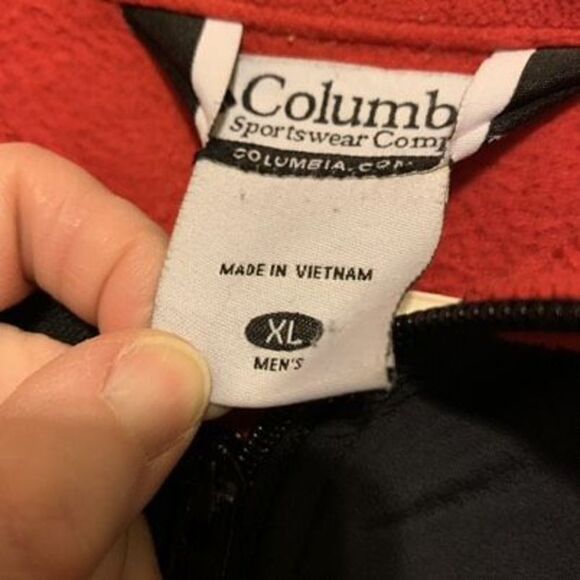 Columb
Sportswear Comp
COLUMBIA.COM
MADE IN VIETNAM
XL
MEN'S